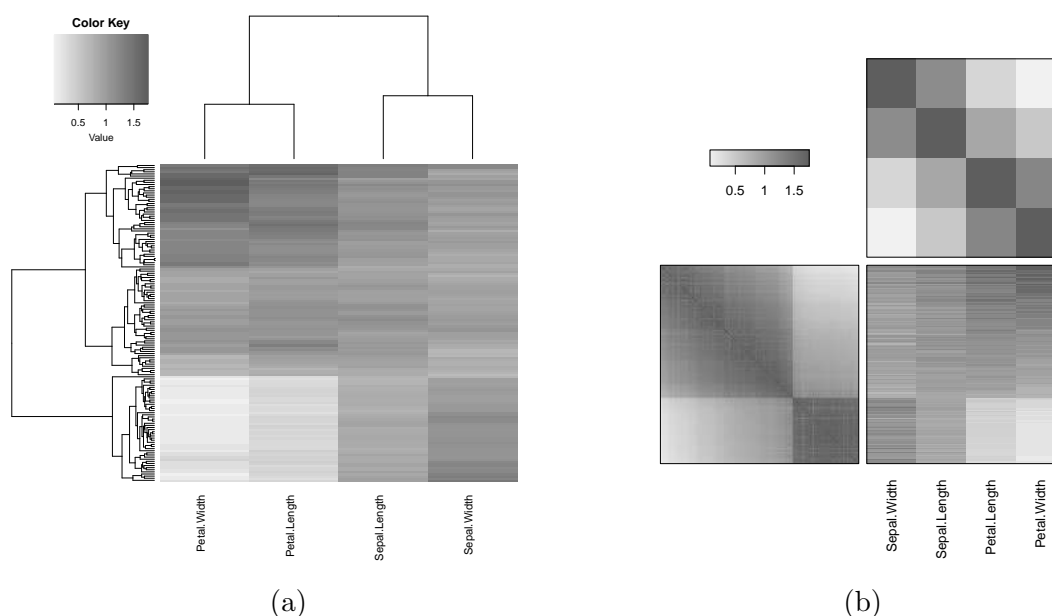 Color Key
0.5 1 1.5
Value
Petal.Width
Petal.Length
Sepal.Length
Sepal.Width
(a)
0.5 1 1.5
Sepal.Width
Sepal.Length
Petal.Length
Petal.Width
(b)